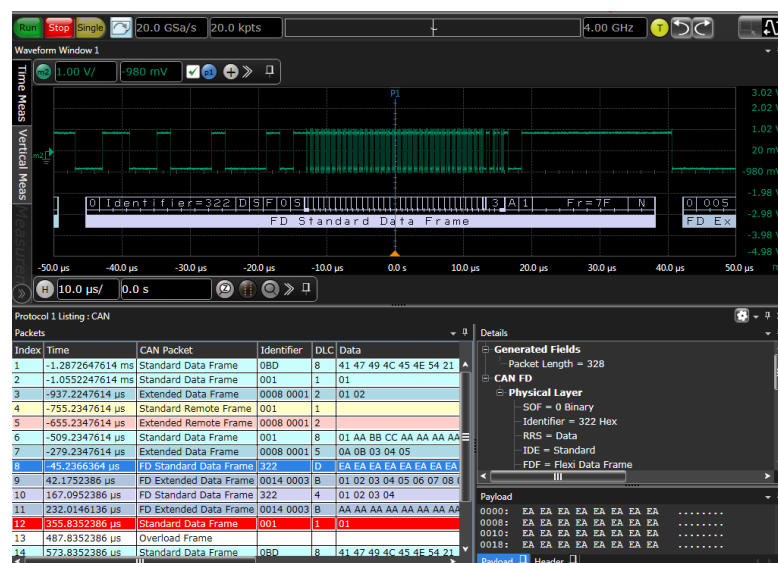 Run Stop Single 20.0 GSa/s 20.0 kpts 4.00 GHz T
Waveform Window 1
m2 1.00 V/ -980 mV p1
Time Meas
Vertical Meas
Measurem
P1
3.02 V
2.02 V
1.02 V
20 mV
-980 mV
-1.98 V
-2.98 V
-3.98 V
-4.98 V
m2
0 Identifier=322 D S F 0 S 3 A 1 Fr=7F N 0 005
FD Standard Data Frame FD Ex
-50.0 µs -40.0 µs -30.0 µs -20.0 µs -10.0 µs 0.0 s 10.0 µs 20.0 µs 30.0 µs 40.0 µs 50.0 µs
H 10.0 µs/ 0.0 s
Protocol 1 Listing : CAN
Packets
Index Time CAN Packet Identifier DLC Data
1 -1.2872647614 ms Standard Data Frame 0BD 8 41 47 49 4C 45 4E 54 21
2 -1.0552247614 ms Standard Data Frame 001 1 01
3 -937.2247614 µs Extended Data Frame 0008 0001 2 01 02
4 -755.2347614 µs Standard Remote Frame 001 1
5 -655.2347614 µs Extended Remote Frame 0008 0001 2
6 -509.2347614 µs Standard Data Frame 001 8 01 AA BB CC AA AA AA AA
7 -279.2347614 µs Extended Data Frame 0008 0001 5 0A 0B 03 04 05
8 -45.2366364 µs FD Standard Data Frame 322 D EA EA EA EA EA EA EA EA
9 42.1752386 µs FD Extended Data Frame 0014 0003 B 01 02 03 04 05 06 07 08
10 167.0952386 µs FD Standard Data Frame 322 4 01 02 03 04
11 232.0146136 µs FD Extended Data Frame 0014 0003 B AA AA AA AA AA AA AA AA
12 355.8352386 µs Standard Data Frame 001 1 01
13 487.8352386 µs Overload Frame
14 573.8352386 µs Standard Data Frame 0BD 8 41 47 49 4C 45 4E 54 21
Details
Generated Fields
Packet Length = 328
CAN FD
Physical Layer
SOF = 0 Binary
Identifier = 322 Hex
RRS = Data
IDE = Standard
FDF = Flexi Data Frame
Payload
0000: EA EA EA EA EA EA EA EA ........
0008: EA EA EA EA EA EA EA EA ........
0010: EA EA EA EA EA EA EA EA ........
0018: EA EA EA EA EA EA EA EA ........
Payload Header